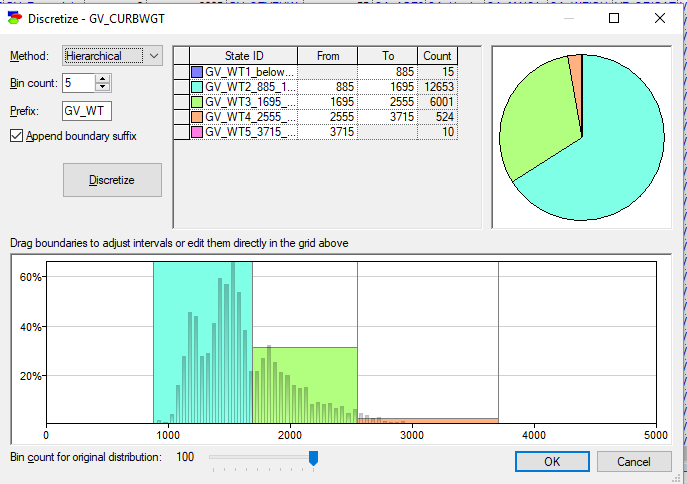 Discretize - GV_CURBWGT
Method: Hierarchical
Bin count: 5
Prefix: GV_WT
Append boundary suffix
Discretize
State ID From To Count
GV_WT1_below... 885 15
GV_WT2_885_1... 885 1695 12653
GV_WT3_1695_... 1695 2555 6001
GV_WT4_2555_... 2555 3715 524
GV_WT5_3715_... 3715 10
Drag boundaries to adjust intervals or edit them directly in the grid above
60%
40%
20%
0 1000 2000 3000 4000 5000
Bin count for original distribution: 100
OK Cancel